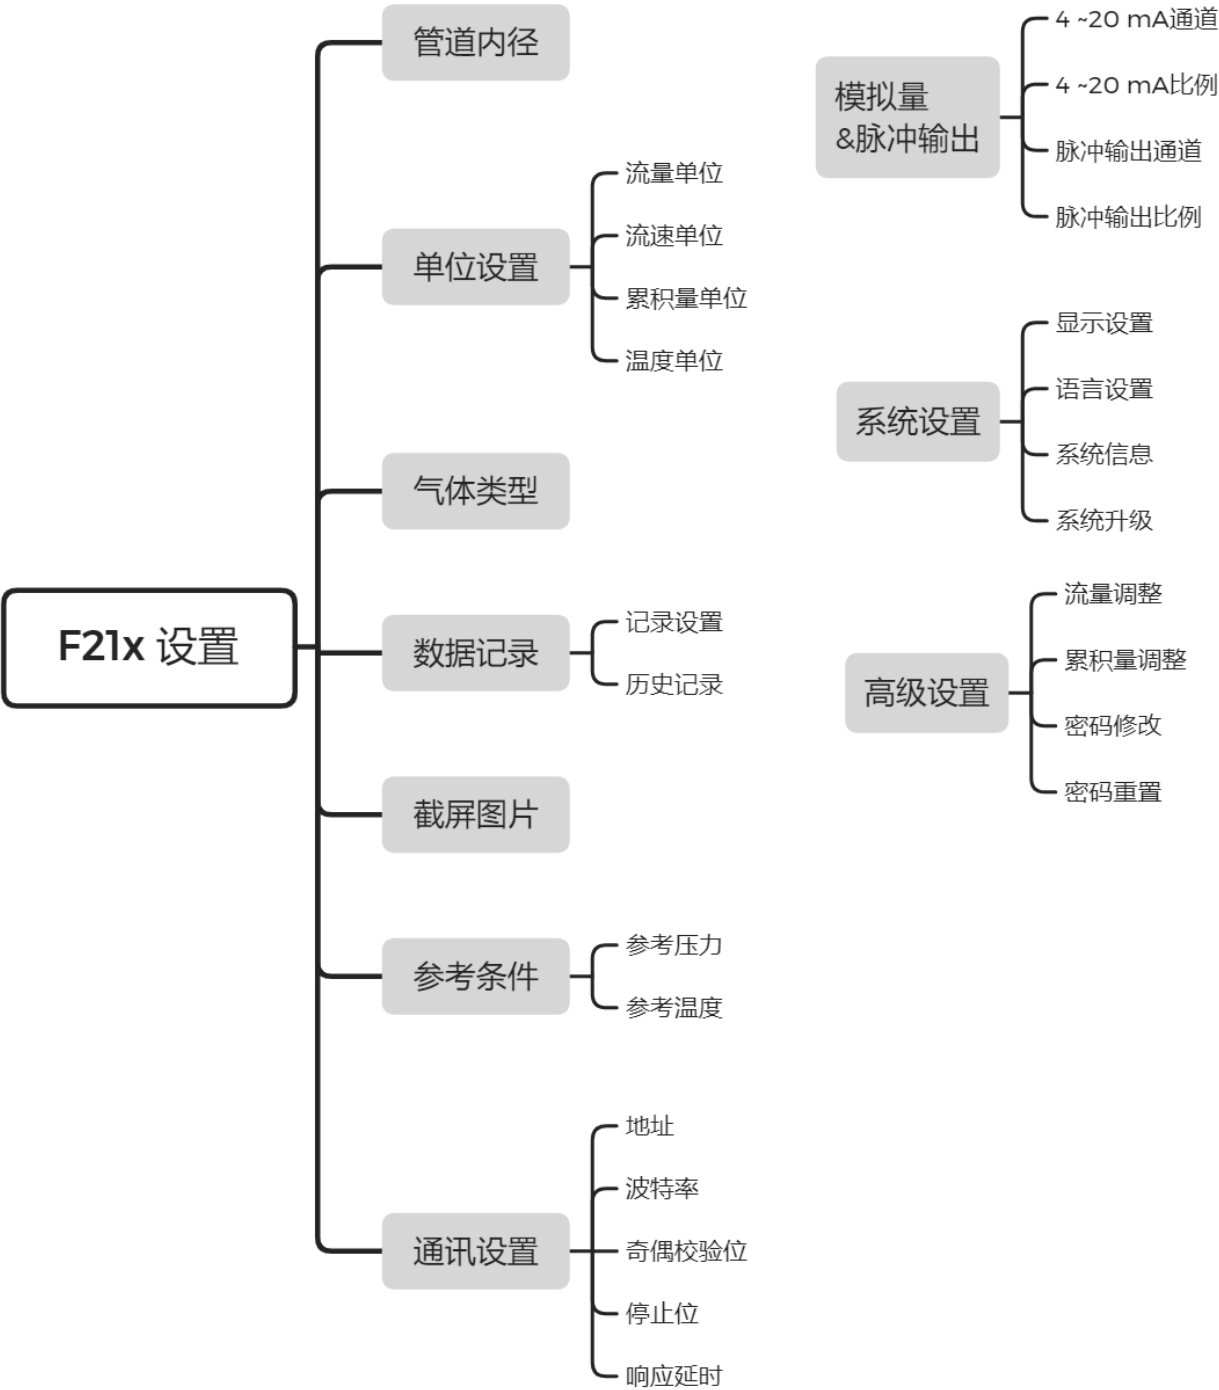 F21x 设置
管道内径
单位设置
流量单位
流速单位
累积量单位
温度单位
气体类型
数据记录
记录设置
历史记录
截屏图片
参考条件
参考压力
参考温度
通讯设置
地址
波特率
奇偶校验位
停止位
响应延时
模拟量
&脉冲输出
4 ~20 mA通道
4 ~20 mA比例
脉冲输出通道
脉冲输出比例
系统设置
显示设置
语言设置
系统信息
系统升级
高级设置
流量调整
累积量调整
密码修改
密码重置